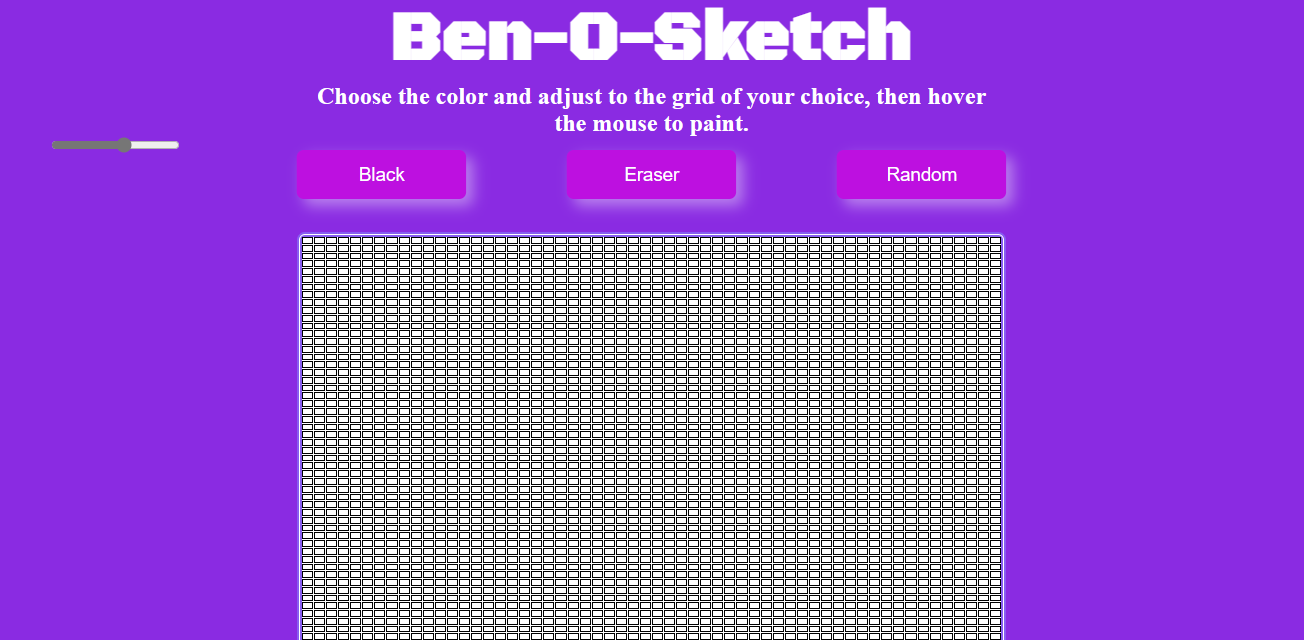 Ben-O-Sketch
Choose the color and adjust to the grid of your choice, then hover
the mouse to paint.
Black
Eraser
Random